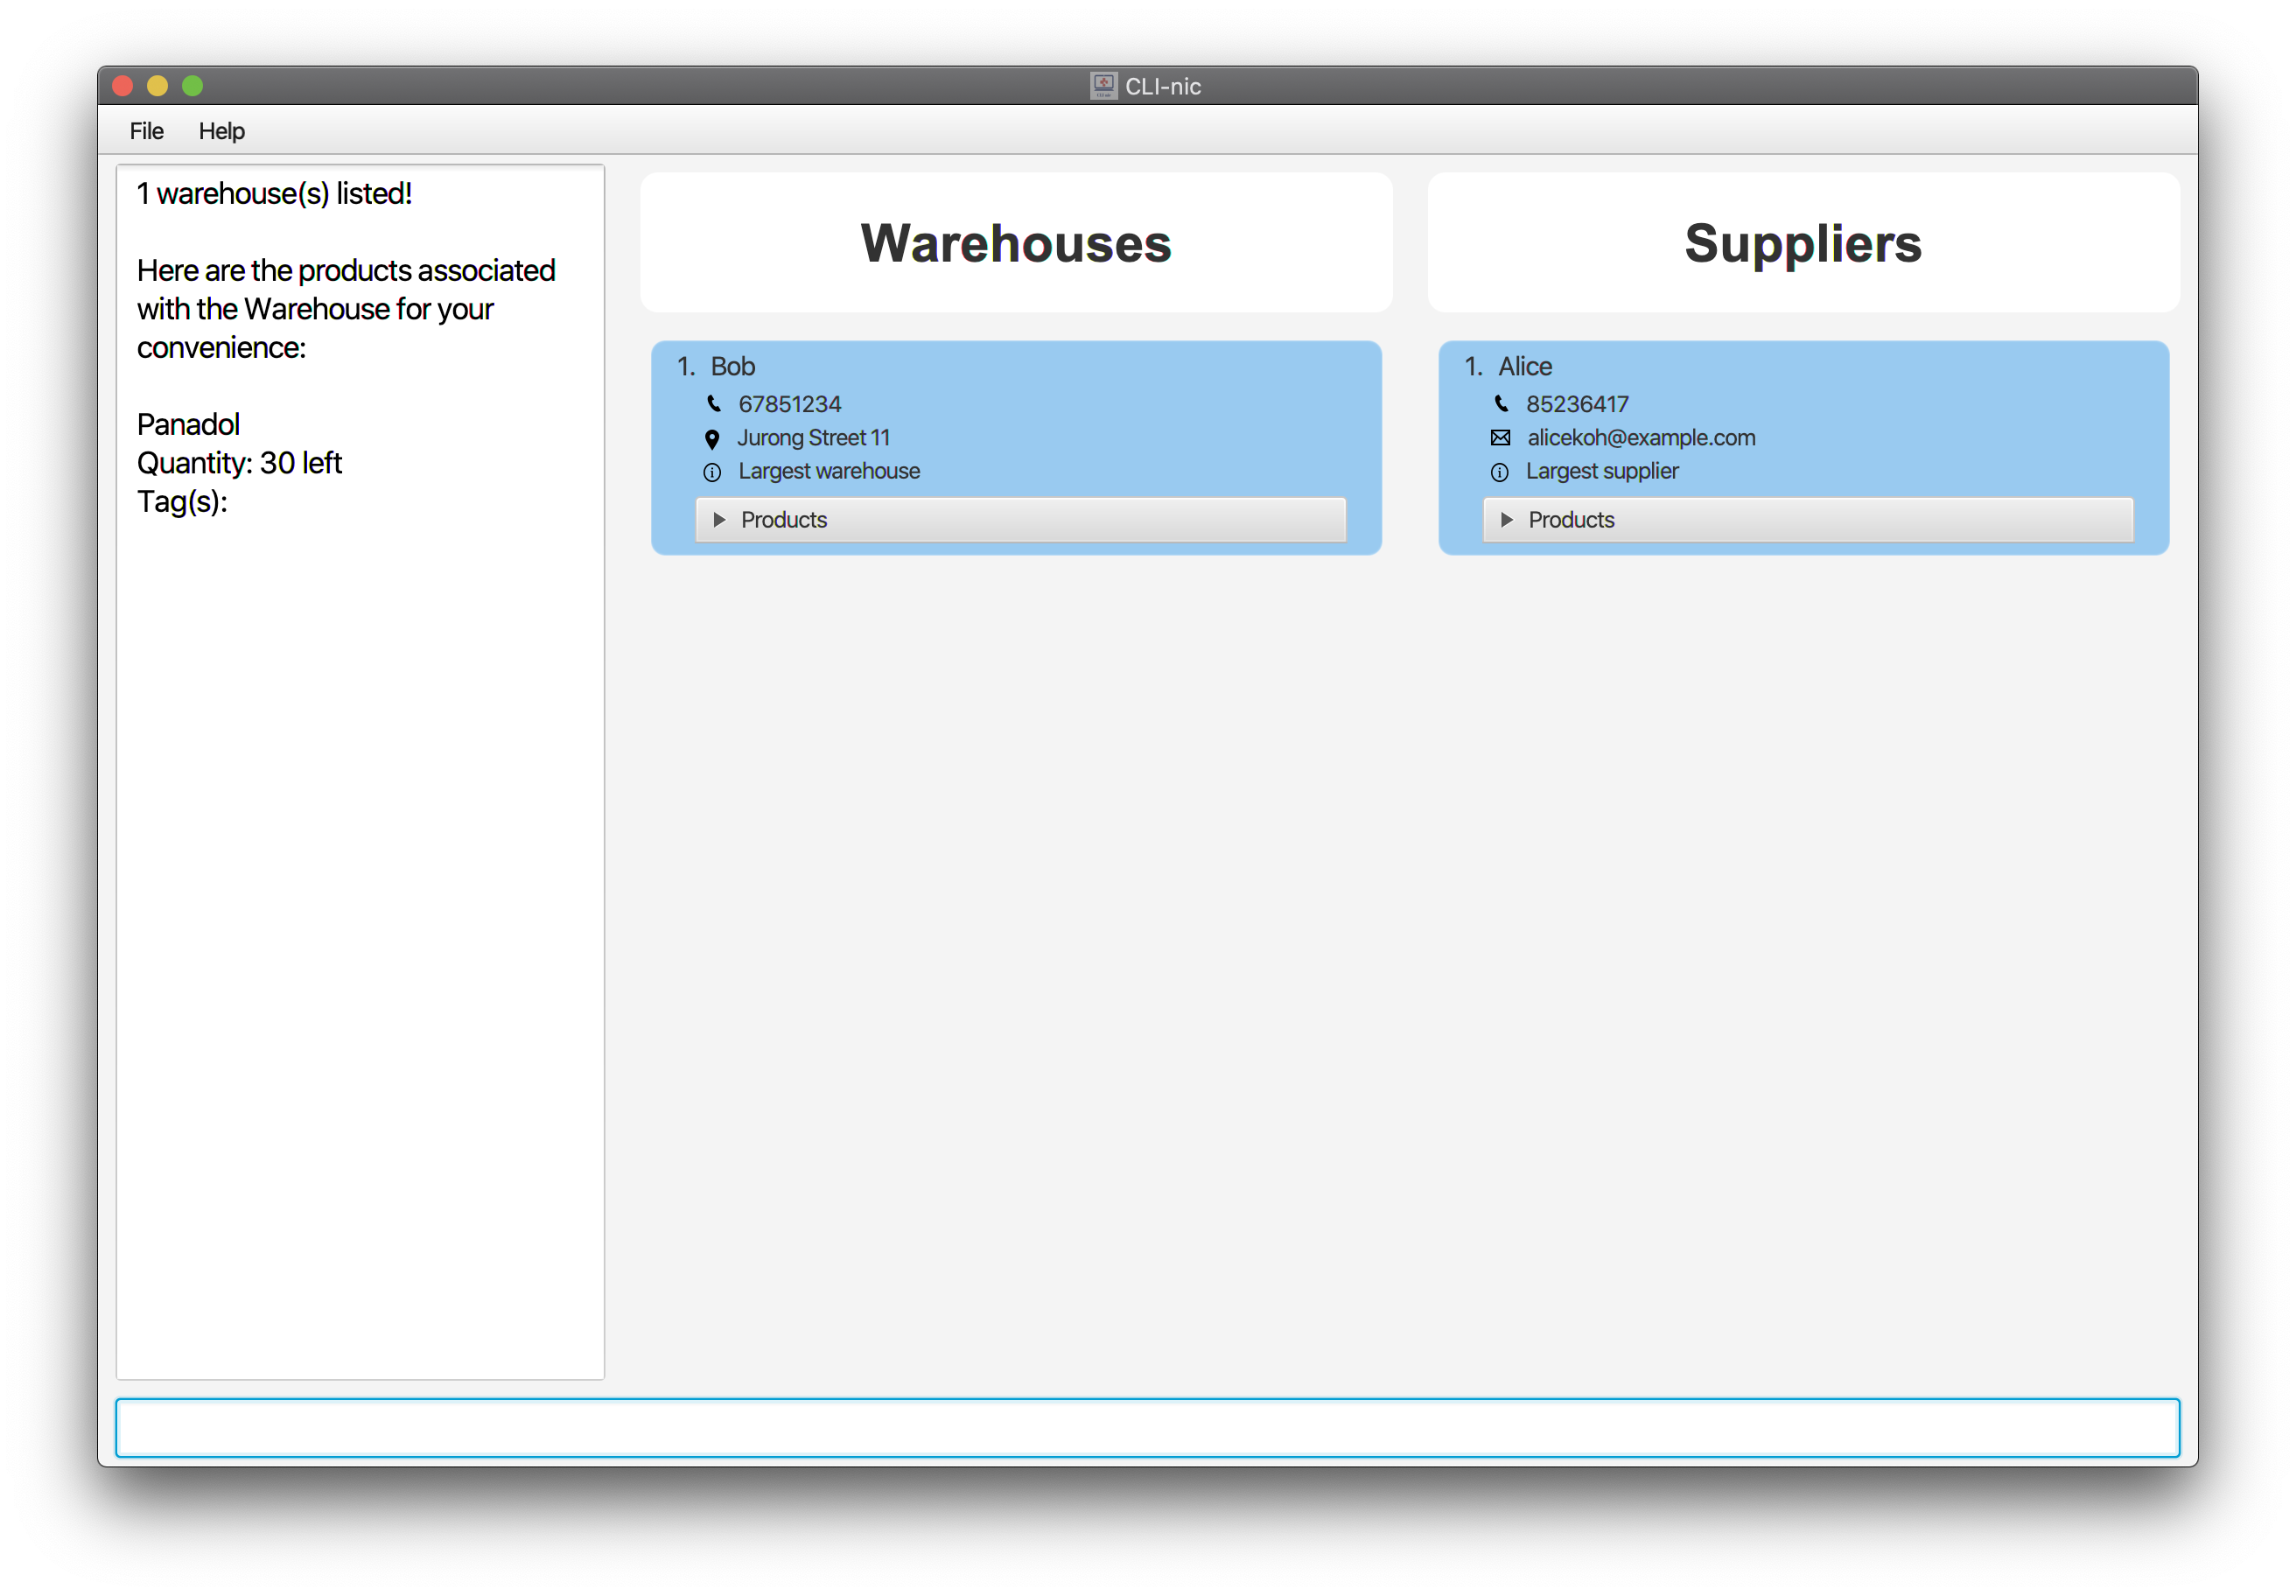 CLI-nic
File Help
1 warehouse(s) listed!
Here are the products associated
with the Warehouse for your
convenience:
Panadol
Quantity: 30 left
Tag(s):
Warehouses
1. Bob
67851234
Jurong Street 11
Largest warehouse
Products
Suppliers
1. Alice
85236417
alicekoh@example.com
Largest supplier
Products